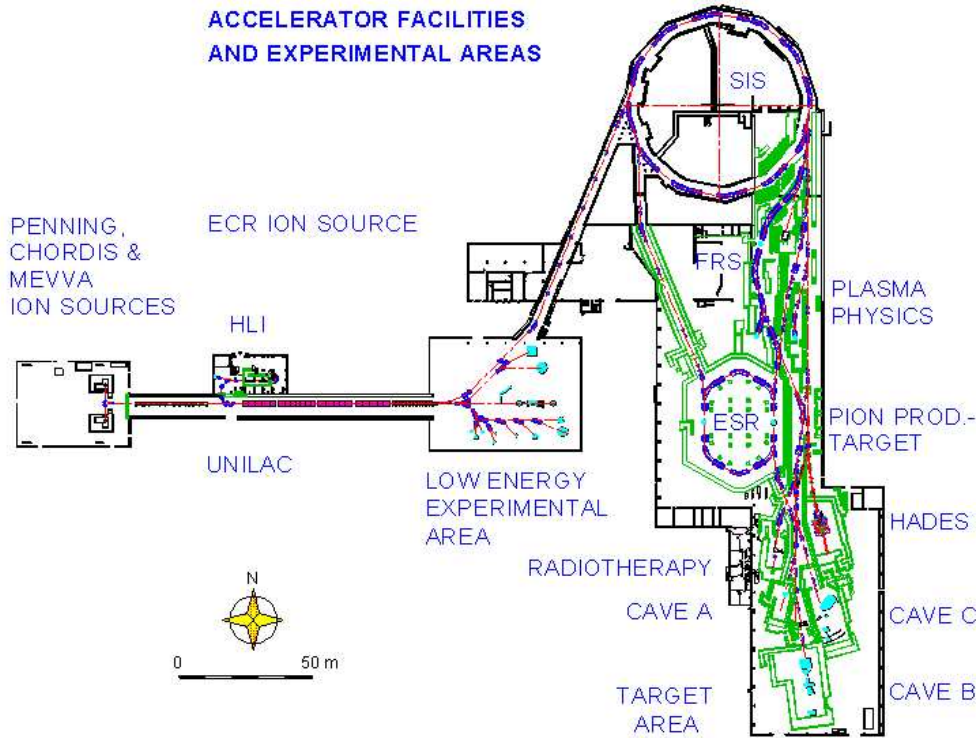 ACCELERATOR FACILITIES
AND EXPERIMENTAL AREAS
SIS
PENNING,
CHORDIS &
MEVVA
ION SOURCES
ECR ION SOURCE
FRS
PLASMA
PHYSICS
HLI
ESR
PION PROD.-
TARGET
UNILAC
LOW ENERGY
EXPERIMENTAL
AREA
HADES
RADIOTHERAPY
CAVE A
CAVE C
N
0 50 m
TARGET
AREA
CAVE B